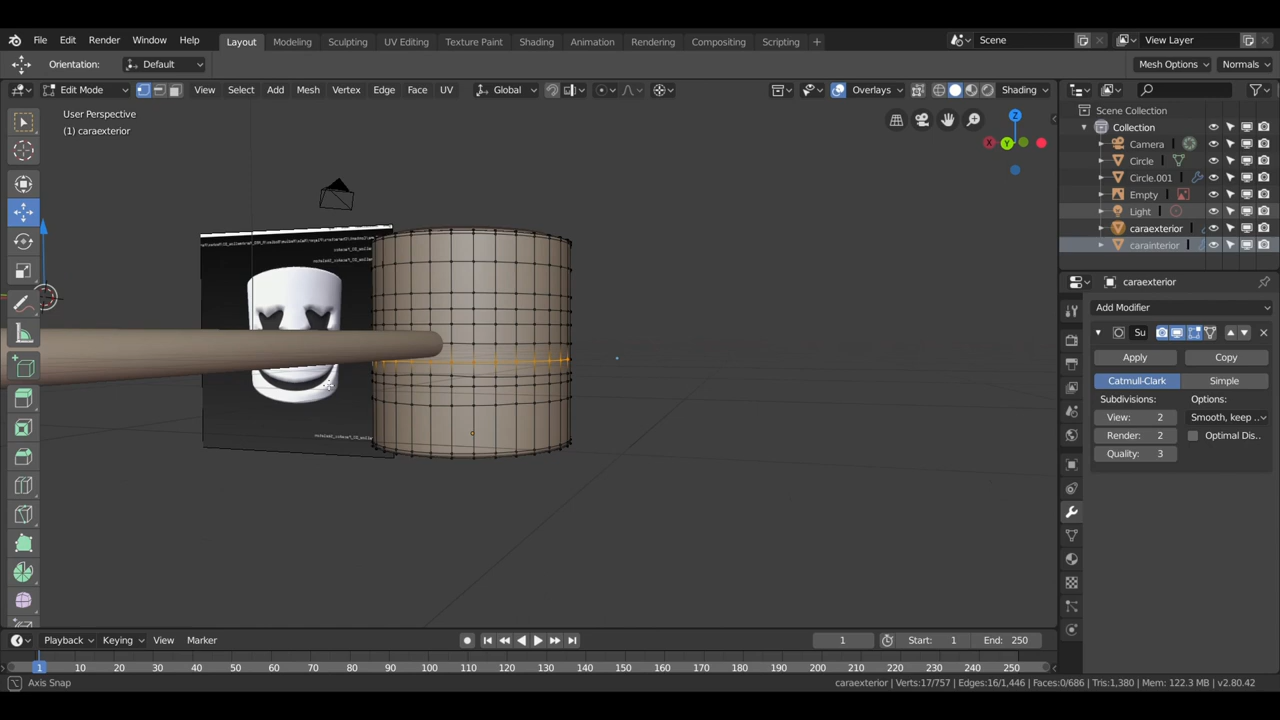 File Edit Render Window Help Layout Modeling Sculpting UV Editing Texture Paint Shading Animation Rendering Compositing Scripting Scene View Layer
Orientation: Default Mesh Options Normals
Edit Mode View Select Add Mesh Vertex Edge Face UV Global Overlays Shading
User Perspective
(1) caraexterior
Z
X
Y
Scene Collection
Collection
Camera
Circle
Circle.001
Empty
Light
caraexterior
carainterior
caraexterior
Add Modifier
Su
Apply Copy
Catmull-Clark Simple
Subdivisions: Options:
View: 2 Smooth, keep ..
Render: 2 Optimal Dis..
Quality: 3
Playback Keying View Marker 1 Start: 1 End: 250
1 10 20 30 40 50 60 70 80 90 100 110 120 130 140 150 160 170 180 190 200 210 220 230 240 250
Axis Snap caraexterior | Verts:17/757 | Edges:16/1,446 | Faces:0/686 | Tris:1,380 | Mem: 122.3 MB | v2.80.42